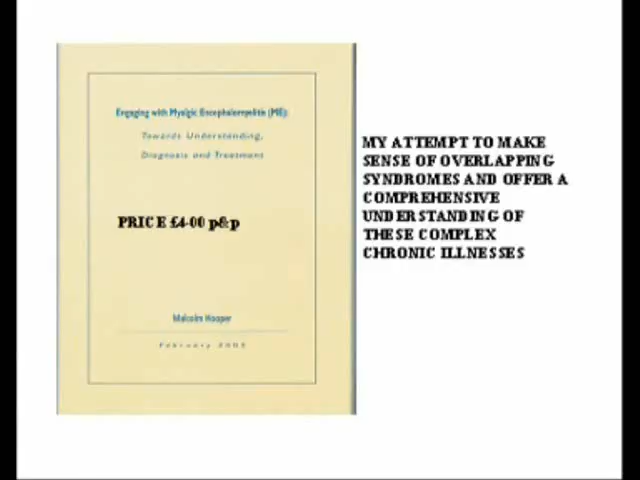 Engaging with Myalgic Encephalomyelitis (ME):
Towards Understanding,
Diagnosis and Treatment
PRICE £4-00 p&p
Malcolm Hooper
February
MY ATTEMPT TO MAKE
SENSE OF OVERLAPPING
SYNDROMES AND OFFER A
COMPREHENSIVE
UNDERSTANDING OF
THESE COMPLEX
CHRONIC ILLNESSES